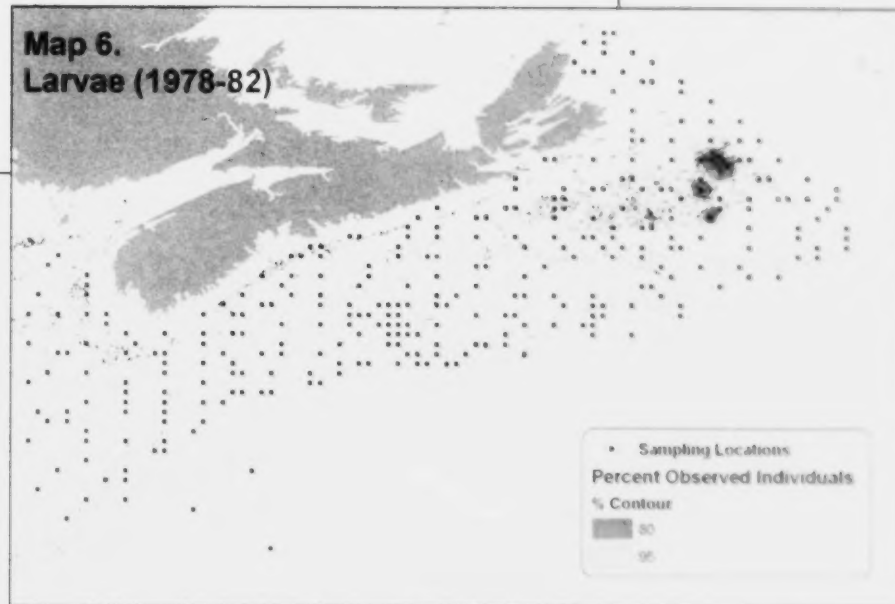 Map 6.
Larvae (1978-82)
Sampling Locations
Percent Observed Individuals
% Contour
80
95